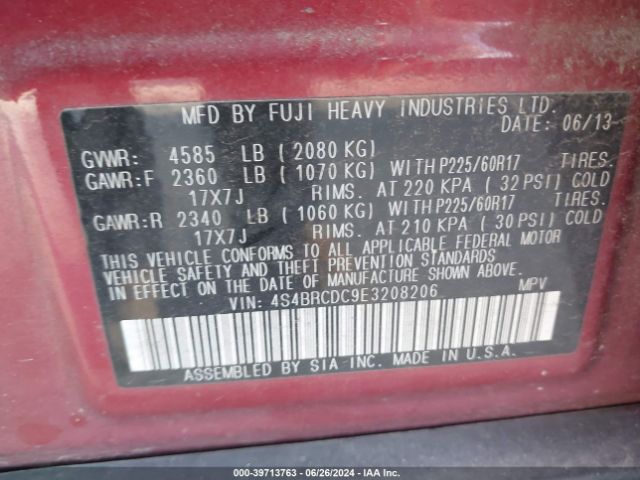 MFD BY FUJI HEAVY INDUSTRIES LTD.
DATE: 06/13
GVWR: 4585 LB ( 2080 KG)
GAWR:F 2360 LB ( 1070 KG) WITH P225/60R17 TIRES.
17X7J RIMS. AT 220 KPA ( 32 PSI) COLD
GAWR:R 2340 LB ( 1060 KG) WITH P225/60R17 TIRES.
17X7J RIMS. AT 210 KPA ( 30 PSI) COLD
THIS VEHICLE CONFORMS TO ALL APPLICABLE FEDERAL MOTOR
VEHICLE SAFETY AND THEFT PREVENTION STANDARDS
IN EFFECT ON THE DATE OF MANUFACTURE SHOWN ABOVE.
VIN: 4S4BRCDC9E3208206 MPV
ASSEMBLED BY SIA INC. MADE IN U.S.A.
000-39713763 - 06/26/2024 - IAA Inc.